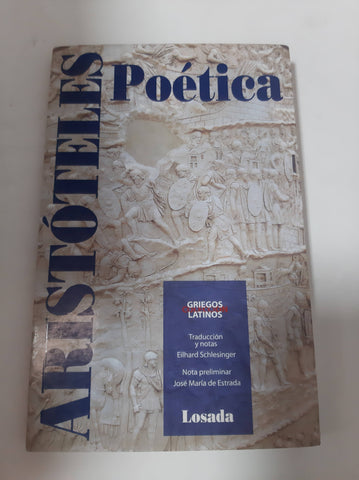 ARISTÓTELES
Poética
GRIEGOS
LATINOS
Traducción
y notas
Eilhard Schlesinger
Nota preliminar
José María de Estrada
Losada